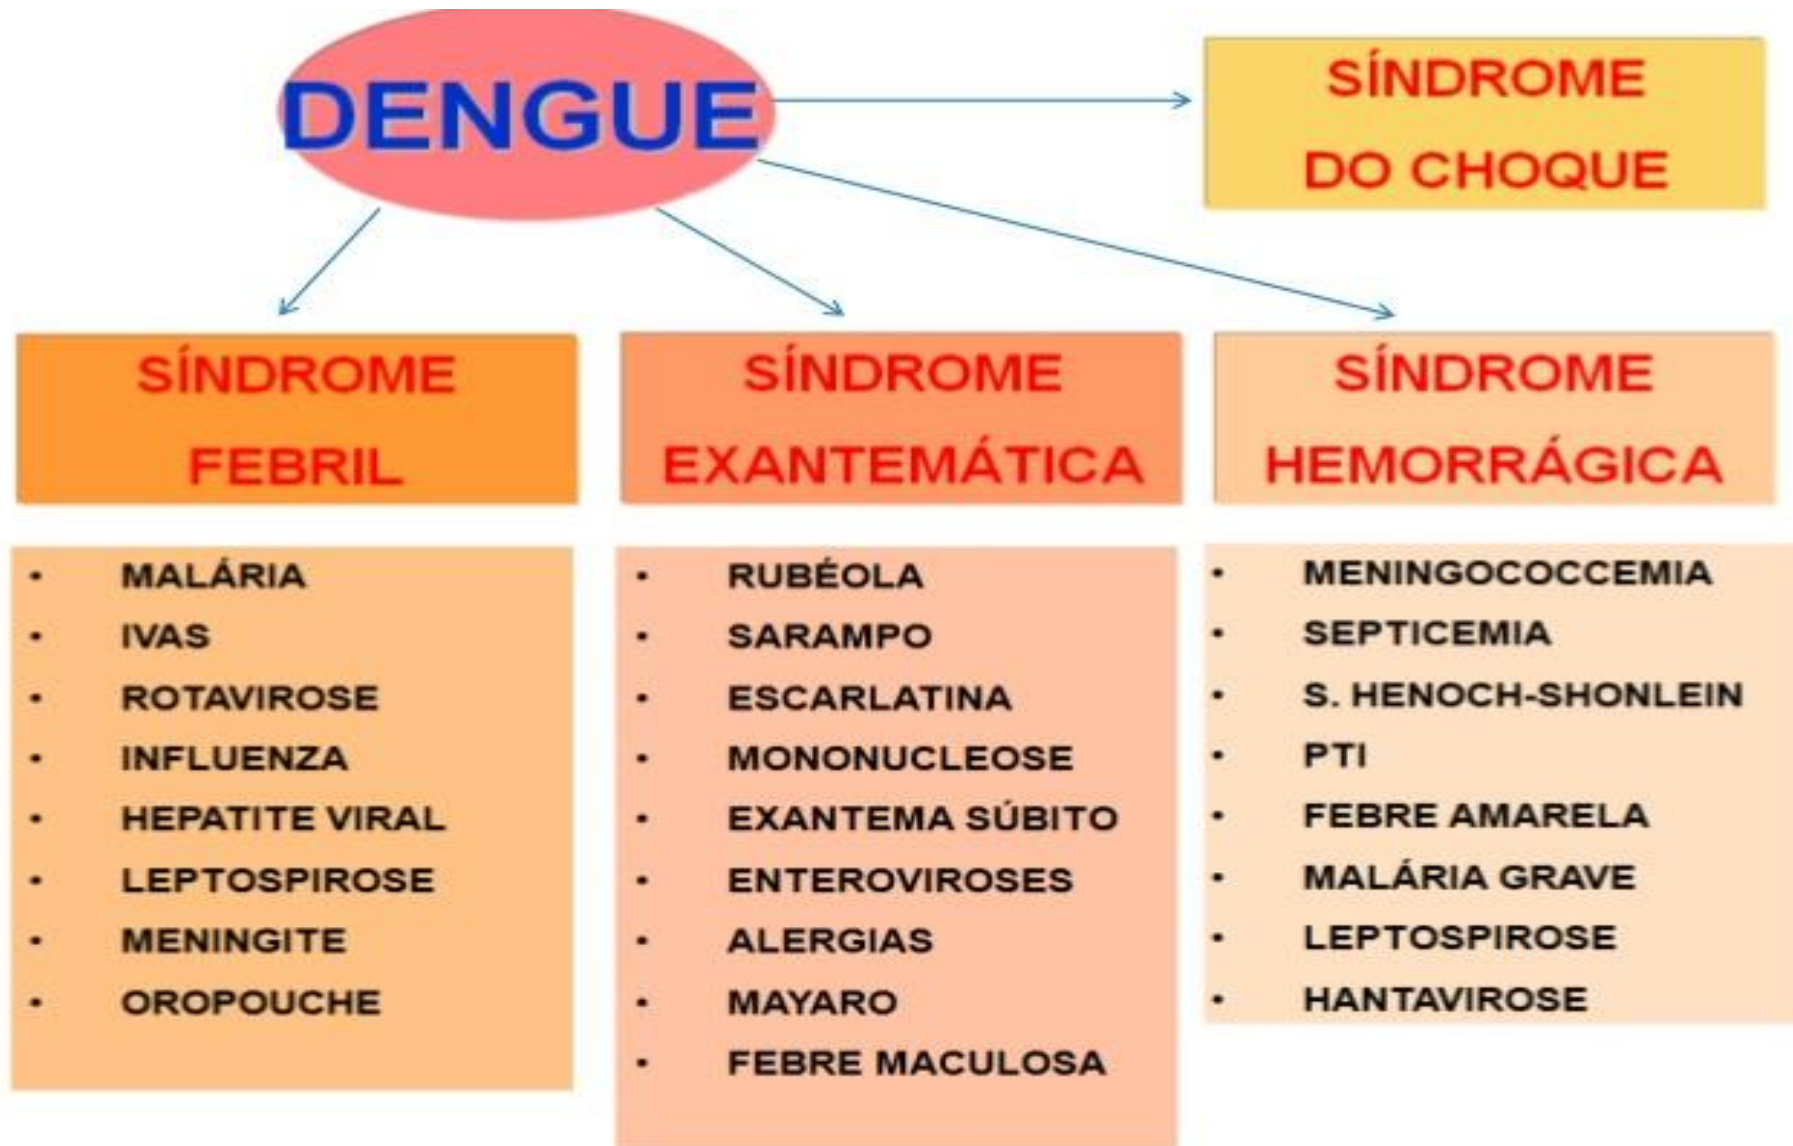 DENGUE
SÍNDROME
DO CHOQUE
SÍNDROME
FEBRIL
• MALÁRIA
• IVAS
• ROTAVIROSE
• INFLUENZA
• HEPATITE VIRAL
• LEPTOSPIROSE
• MENINGITE
• OROPOUCHE
SÍNDROME
EXANTEMÁTICA
• RUBÉOLA
• SARAMPO
• ESCARLATINA
• MONONUCLEOSE
• EXANTEMA SÚBITO
• ENTEROVIROSES
• ALERGIAS
• MAYARO
• FEBRE MACULOSA
SÍNDROME
HEMORRÁGICA
• MENINGOCOCCEMIA
• SEPTICEMIA
• S. HENOCH-SHONLEIN
• PTI
• FEBRE AMARELA
• MALÁRIA GRAVE
• LEPTOSPIROSE
• HANTAVIROSE